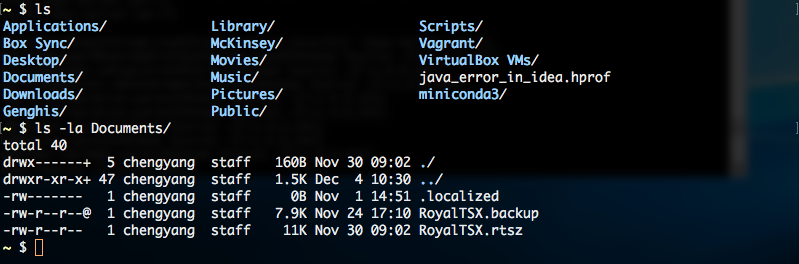 ~ $ ls
Applications/ Library/ Scripts/
Box Sync/ McKinsey/ Vagrant/
Desktop/ Movies/ VirtualBox VMs/
Documents/ Music/ java_error_in_idea.hprof
Downloads/ Pictures/ miniconda3/
Genghis/ Public/
~ $ ls -la Documents/
total 40
drwx------+ 5 chengyang staff 160B Nov 30 09:02 ./
drwxr-xr-x+ 47 chengyang staff 1.5K Dec 4 10:30 ../
-rw------- 1 chengyang staff 0B Nov 1 14:51 .localized
-rw-r--r--@ 1 chengyang staff 7.9K Nov 24 17:10 RoyalTSX.backup
-rw-r--r-- 1 chengyang staff 11K Nov 30 09:02 RoyalTSX.rtsz
~ $